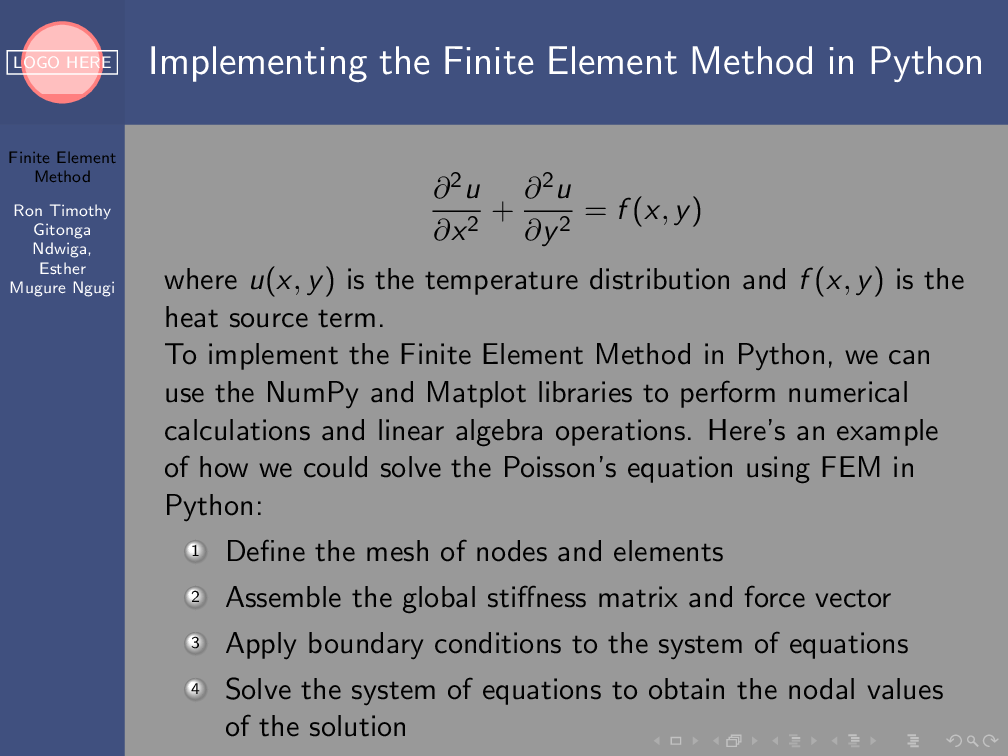 LOGO HERE
Implementing the Finite Element Method in Python
Finite Element
Method
Ron Timothy
Gitonga
Ndwiga,
Esther
Mugure Ngugi
∂²u/∂x² + ∂²u/∂y² = f(x, y)
where u(x, y) is the temperature distribution and f(x, y) is the
heat source term.
To implement the Finite Element Method in Python, we can
use the NumPy and Matplot libraries to perform numerical
calculations and linear algebra operations. Here's an example
of how we could solve the Poisson's equation using FEM in
Python:
1 Define the mesh of nodes and elements
2 Assemble the global stiffness matrix and force vector
3 Apply boundary conditions to the system of equations
4 Solve the system of equations to obtain the nodal values
of the solution